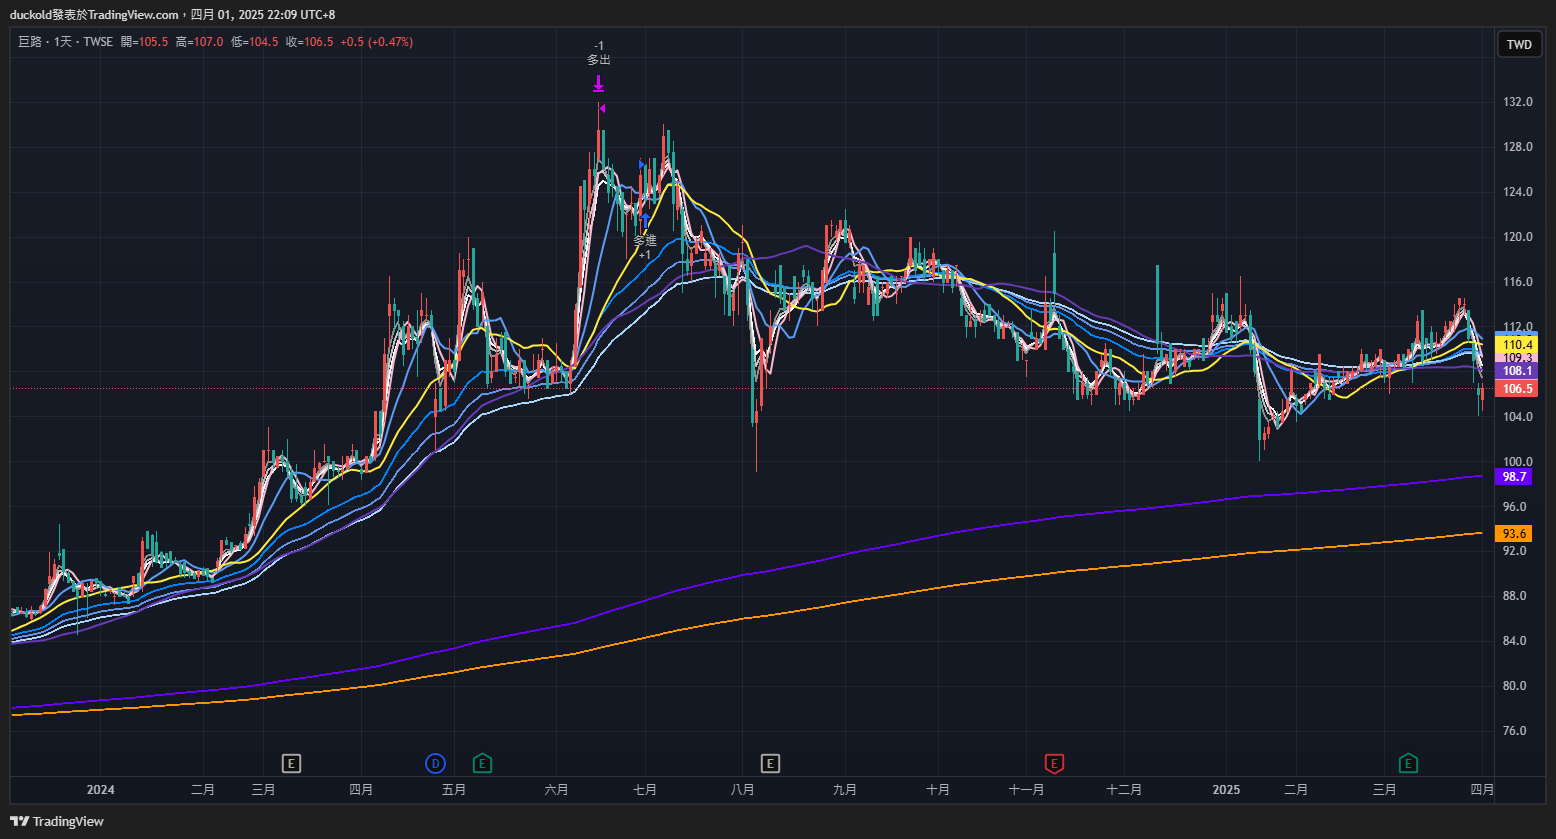 duckold發表於TradingView.com，四月 01, 2025 22:09 UTC+8
巨路 · 1天 · TWSE 開=105.5 高=107.0 低=104.5 收=106.5 +0.5 (+0.47%)
TWD
-1
多出
多進
+1
132.0
128.0
124.0
120.0
116.0
112.0
110.4
109.3
108.1
106.5
104.0
100.0
98.7
96.0
93.6
92.0
88.0
84.0
80.0
76.0
E D E E E E
2024 二月 三月 四月 五月 六月 七月 八月 九月 十月 十一月 十二月 2025 二月 三月 四月
TradingView